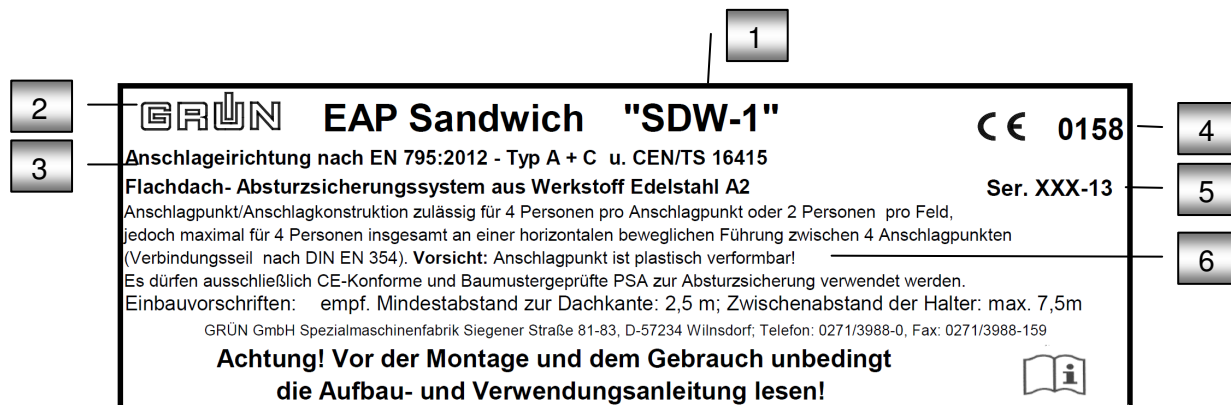 1
2 GRÜN EAP Sandwich "SDW-1" CE 0158 4
3 Anschlageirichtung nach EN 795:2012 - Typ A + C u. CEN/TS 16415
Flachdach- Absturzsicherungssystem aus Werkstoff Edelstahl A2 Ser. XXX-13 5
Anschlagpunkt/Anschlagkonstruktion zulässig für 4 Personen pro Anschlagpunkt oder 2 Personen pro Feld,
jedoch maximal für 4 Personen insgesamt an einer horizontalen beweglichen Führung zwischen 4 Anschlagpunkten
(Verbindungsseil nach DIN EN 354). Vorsicht: Anschlagpunkt ist plastisch verformbar! 6
Es dürfen ausschließlich CE-Konforme und Baumustergeprüfte PSA zur Absturzsicherung verwendet werden.
Einbauvorschriften: empf. Mindestabstand zur Dachkante: 2,5 m; Zwischenabstand der Halter: max. 7,5m
GRÜN GmbH Spezialmaschinenfabrik Siegener Straße 81-83, D-57234 Wilnsdorf; Telefon: 0271/3988-0, Fax: 0271/3988-159
Achtung! Vor der Montage und dem Gebrauch unbedingt
die Aufbau- und Verwendungsanleitung lesen! i